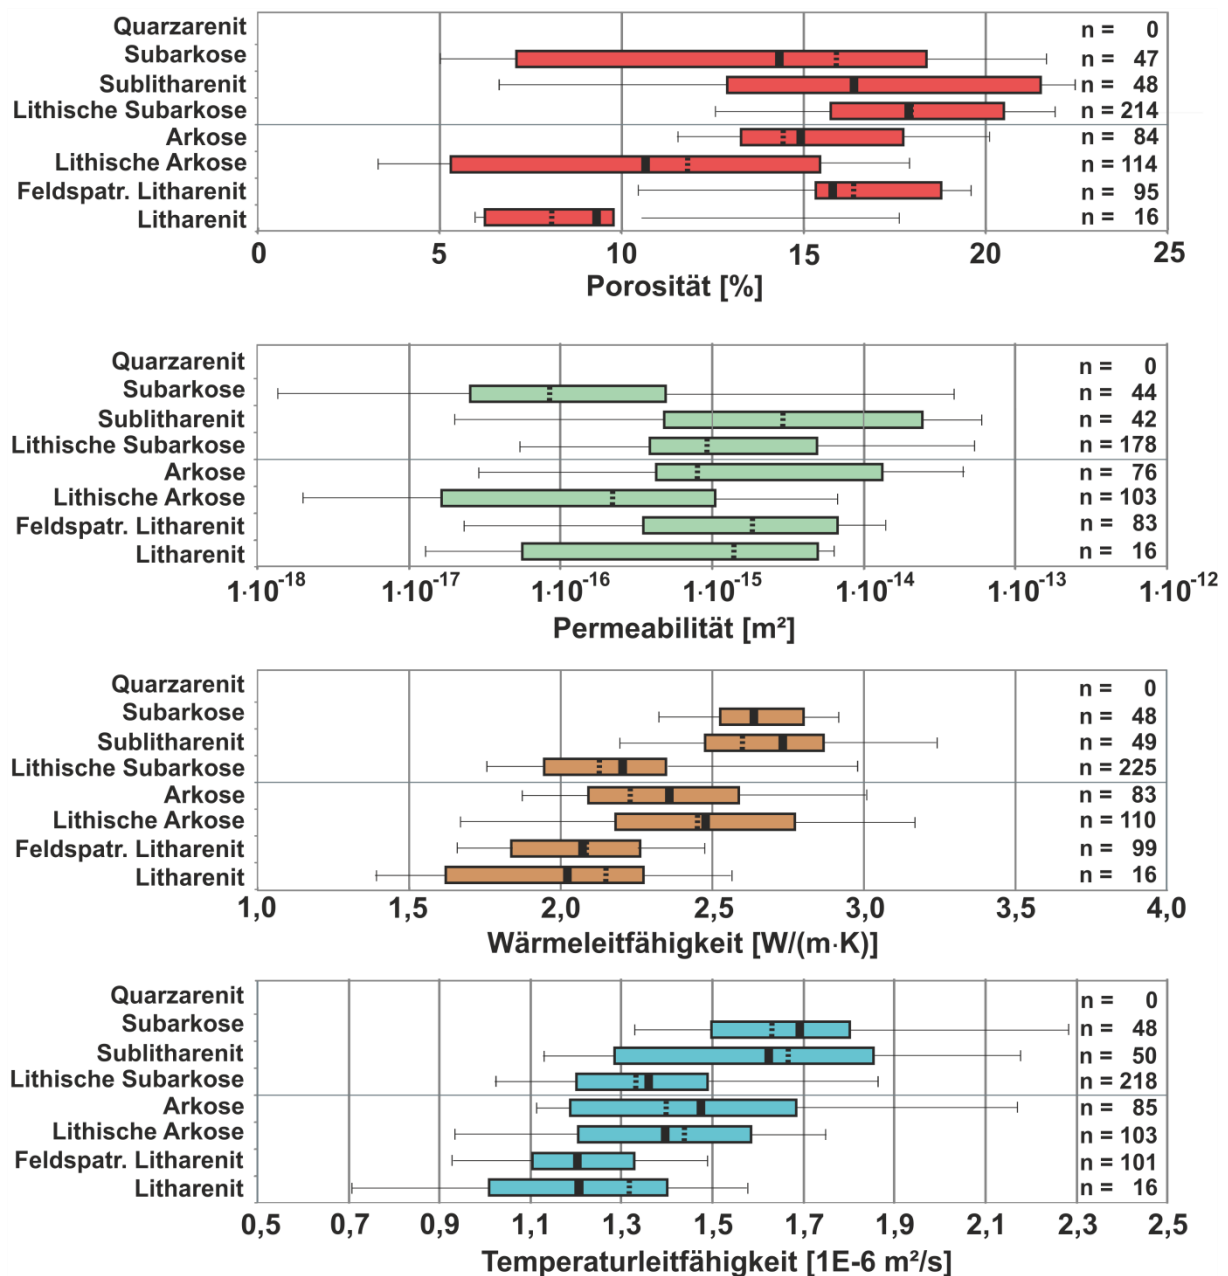 Quarzarenit n = 0
Subarkose n = 47
Sublitharenit n = 48
Lithische Subarkose n = 214
Arkose n = 84
Lithische Arkose n = 114
Feldspatr. Litharenit n = 95
Litharenit n = 16
0 5 10 15 20 25
Porosität [%]
Quarzarenit n = 0
Subarkose n = 44
Sublitharenit n = 42
Lithische Subarkose n = 178
Arkose n = 76
Lithische Arkose n = 103
Feldspatr. Litharenit n = 83
Litharenit n = 16
1·10⁻¹⁸ 1·10⁻¹⁷ 1·10⁻¹⁶ 1·10⁻¹⁵ 1·10⁻¹⁴ 1·10⁻¹³ 1·10⁻¹²
Permeabilität [m²]
Quarzarenit n = 0
Subarkose n = 48
Sublitharenit n = 49
Lithische Subarkose n = 225
Arkose n = 83
Lithische Arkose n = 110
Feldspatr. Litharenit n = 99
Litharenit n = 16
1,0 1,5 2,0 2,5 3,0 3,5 4,0
Wärmeleitfähigkeit [W/(m·K)]
Quarzarenit n = 0
Subarkose n = 48
Sublitharenit n = 50
Lithische Subarkose n = 218
Arkose n = 85
Lithische Arkose n = 103
Feldspatr. Litharenit n = 101
Litharenit n = 16
0,5 0,7 0,9 1,1 1,3 1,5 1,7 1,9 2,1 2,3 2,5
Temperaturleitfähigkeit [1E-6 m²/s]